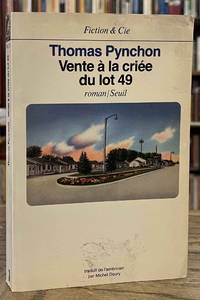 Fiction & Cie
Thomas Pynchon
Vente à la criée
du lot 49
roman/Seuil
traduit de l'américain
par Michel Doury